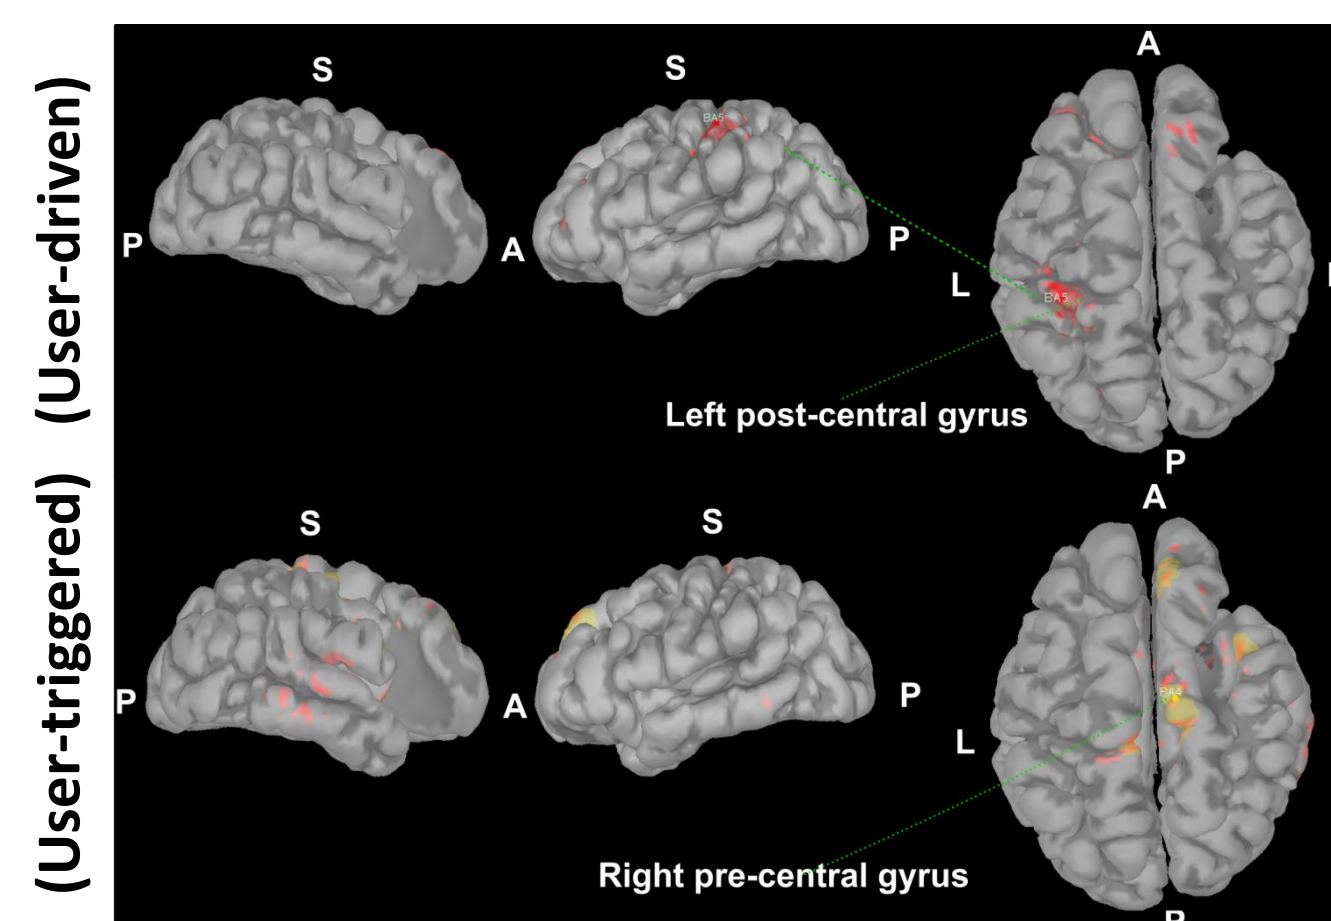 (User-driven)
S
S
A
P
A
P
BA5
L
BA5
Left post-central gyrus
P
(User-triggered)
S
S
A
P
A
P
BA4
L
Right pre-central gyrus